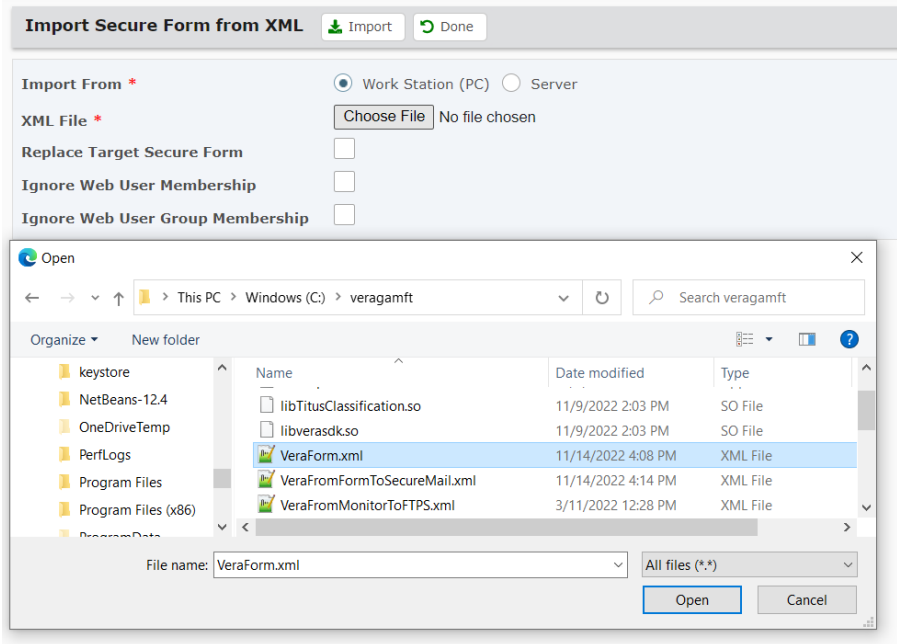 Import Secure Form from XML Import Done
Import From * Work Station (PC) Server
XML File * Choose File No file chosen
Replace Target Secure Form
Ignore Web User Membership
Ignore Web User Group Membership
Open
This PC > Windows (C:) > veragamft Search veragamft
Organize New folder ?
keystore
NetBeans-12.4
OneDriveTemp
PerfLogs
Program Files
Program Files (x86)
ProgramData
Name Date modified Type
libTitusClassification.so 11/9/2022 2:03 PM SO File
libverasdk.so 11/9/2022 2:03 PM SO File
VeraForm.xml 11/14/2022 4:08 PM XML File
VeraFromFormToSecureMail.xml 11/14/2022 4:14 PM XML File
VeraFromMonitorToFTPS.xml 3/11/2022 12:28 PM XML File
File name: VeraForm.xml All files (*.*)
Open Cancel